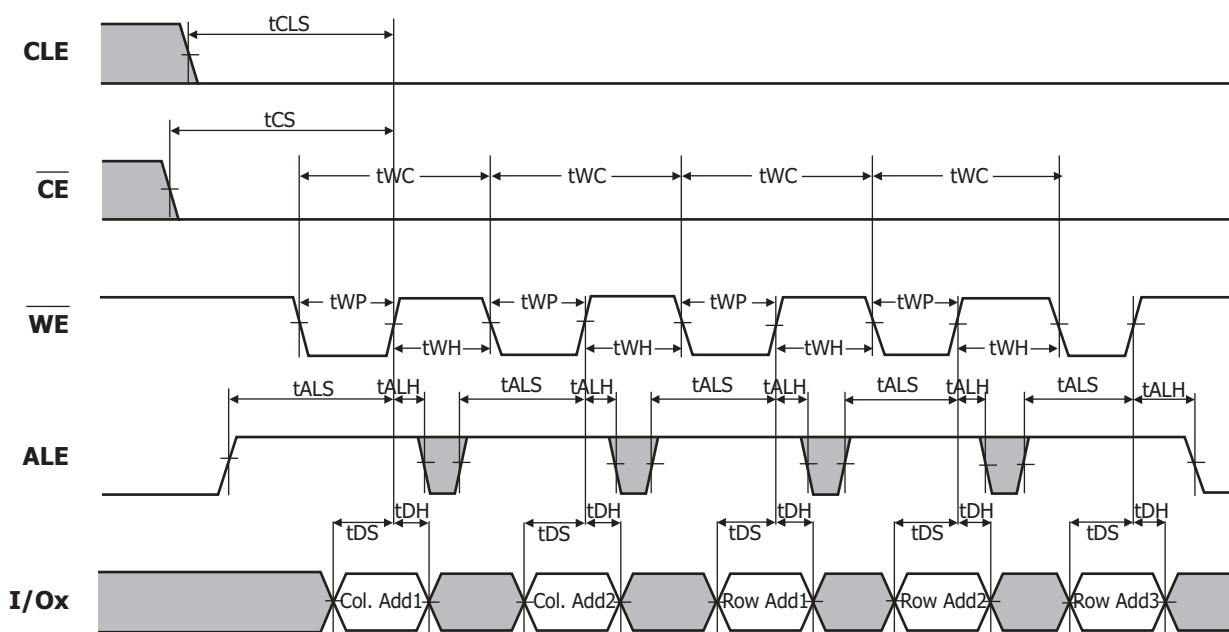 tCLS
CLE
tCS
CE
tWC tWC tWC tWC
WE
tWP tWP tWP tWP
tWH tWH tWH tWH
tALS tALH tALS tALH tALS tALH tALS tALH tALS tALH
ALE
tDS tDH tDS tDH tDS tDH tDS tDH tDS tDH
I/Ox
Col. Add1 Col. Add2 Row Add1 Row Add2 Row Add3